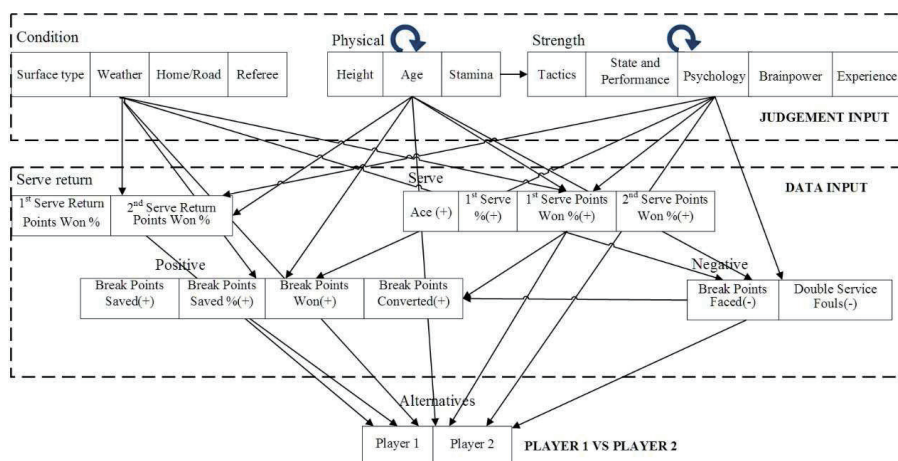 Condition
Physical
Strength
Surface type
Weather
Home/Road
Referee
Height
Age
Stamina
Tactics
State and
Performance
Psychology
Brainpower
Experience
JUDGEMENT INPUT
Serve return
Serve
DATA INPUT
1st Serve Return
Points Won %
2nd Serve Return
Points Won %
Ace (+)
1st Serve
%(+)
1st Serve Points
Won %(+)
2nd Serve Points
Won %(+)
Positive
Negative
Break Points
Saved(+)
Break Points
Saved %(+)
Break Points
Won(+)
Break Points
Converted(+)
Break Points
Faced(-)
Double Service
Fouls(-)
Alternatives
Player 1
Player 2
PLAYER 1 VS PLAYER 2